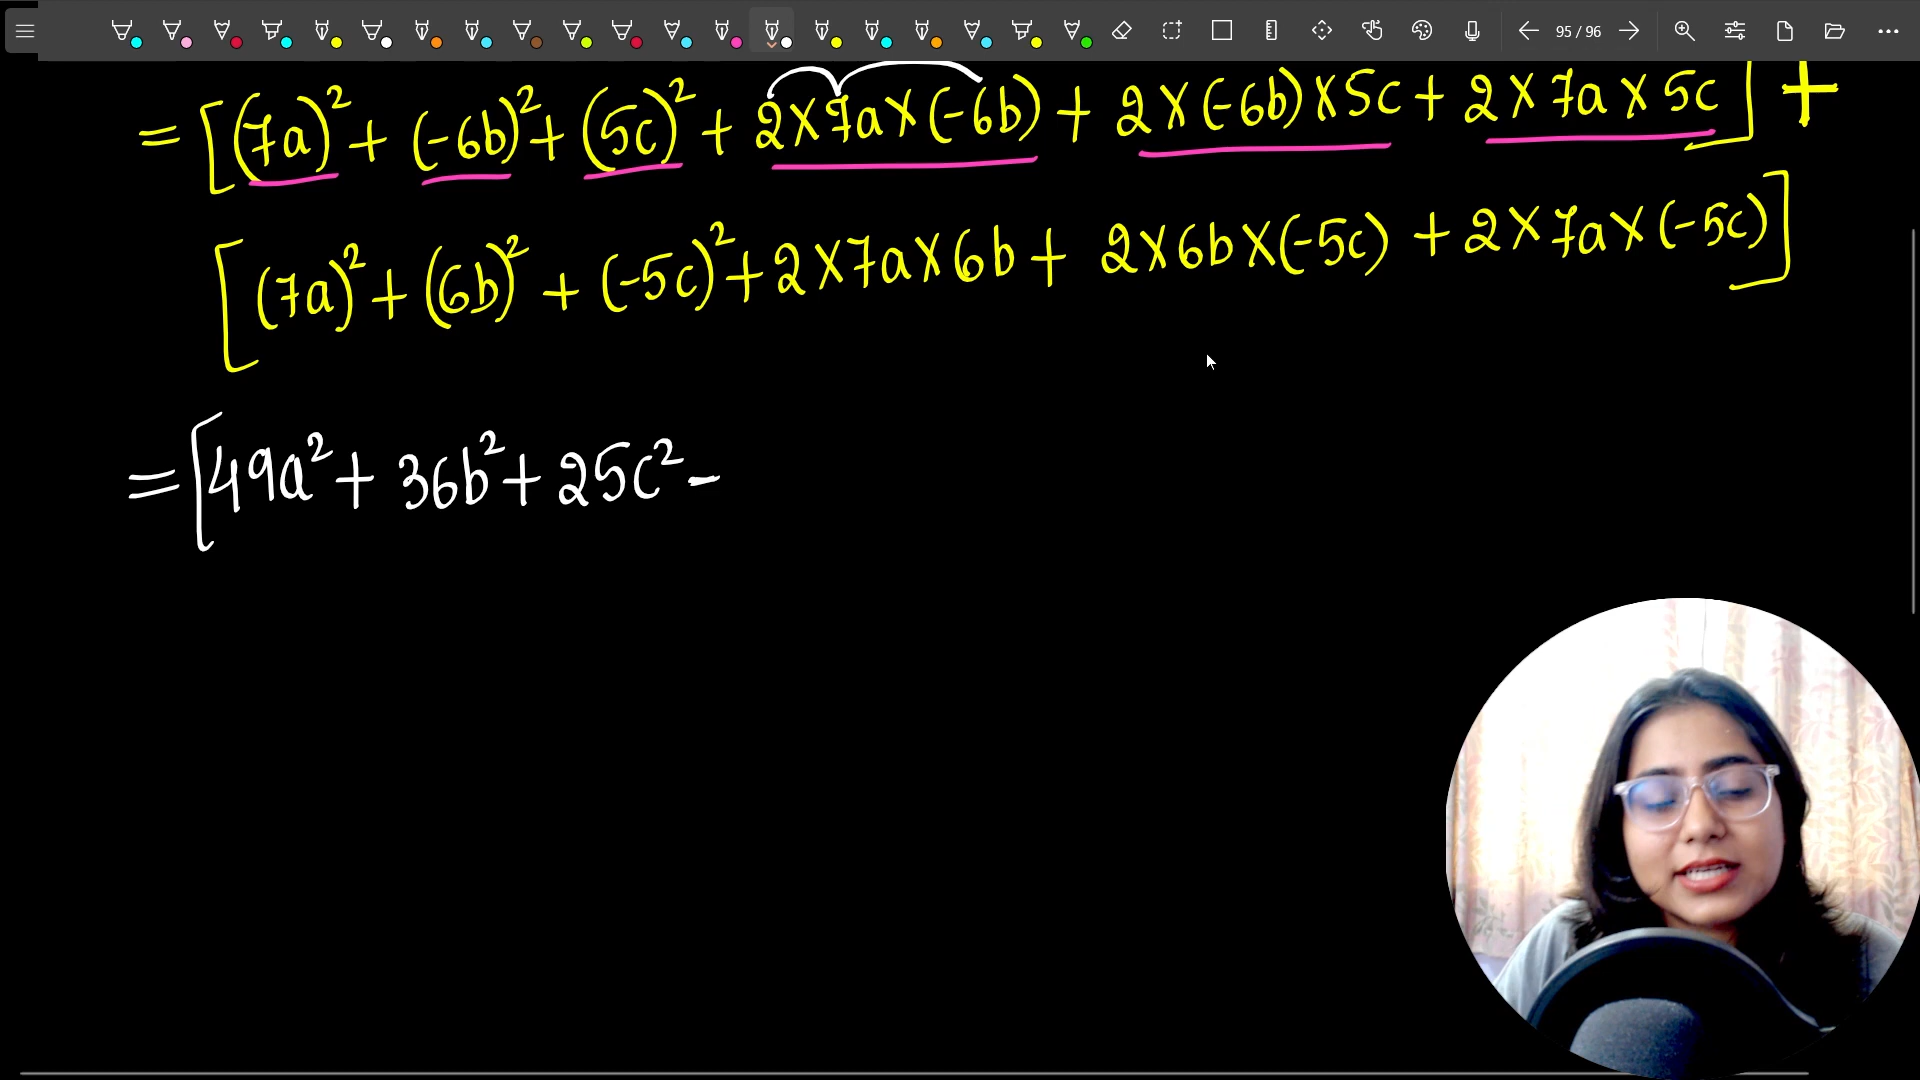 95 / 96
= [(7a)² + (-6b)² + (5c)² + 2 × 7a × (-6b) + 2 × (-6b) × 5c + 2 × 7a × 5c] +
[(7a)² + (6b)² + (-5c)² + 2 × 7a × 6b + 2 × 6b × (-5c) + 2 × 7a × (-5c)]
= [49a² + 36b² + 25c² -